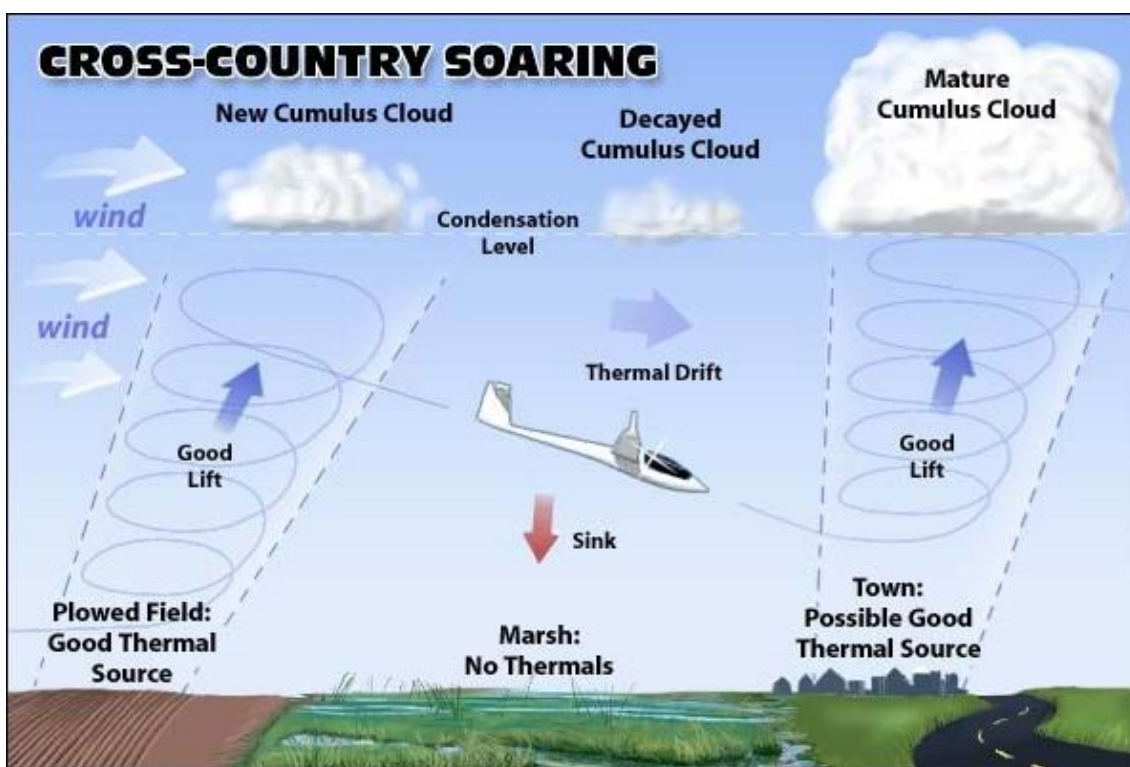 CROSS-COUNTRY SOARING
New Cumulus Cloud
Decayed
Cumulus Cloud
Mature
Cumulus Cloud
wind
Condensation
Level
wind
Thermal Drift
Good
Lift
Good
Lift
Sink
Plowed Field:
Good Thermal
Source
Marsh:
No Thermals
Town:
Possible Good
Thermal Source